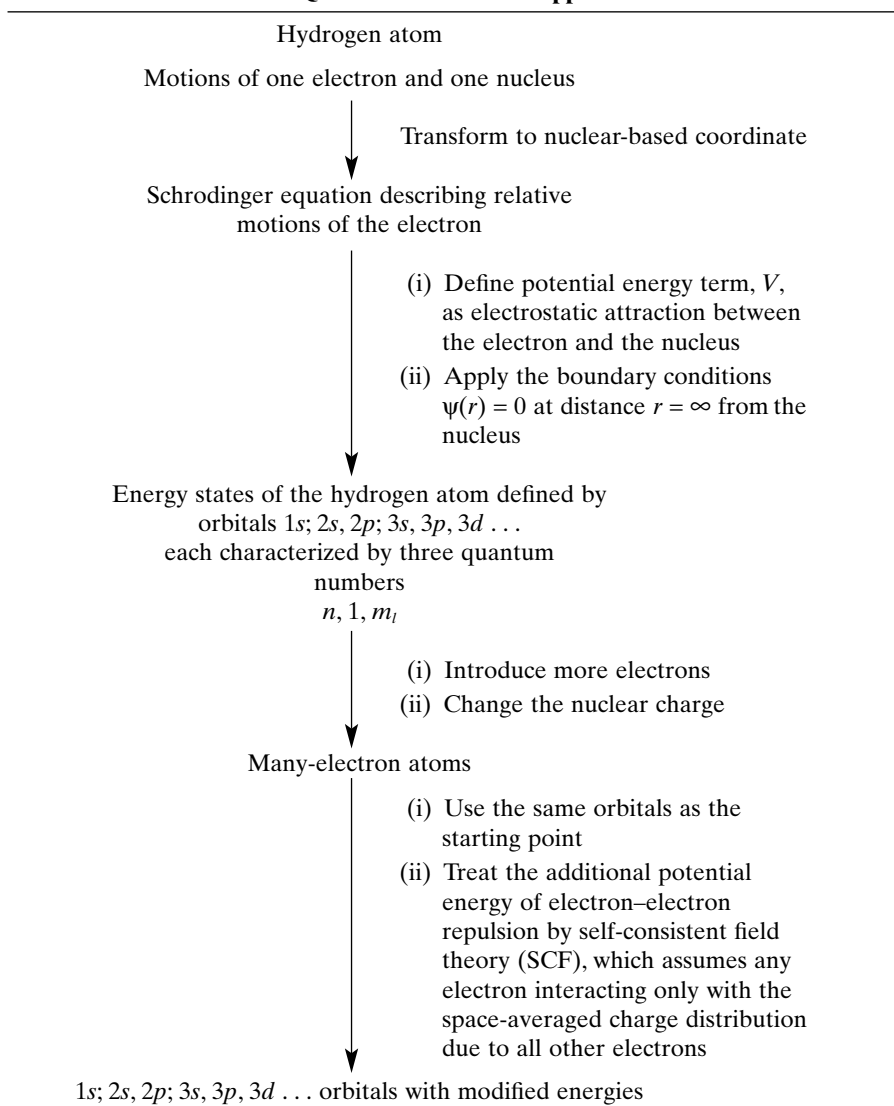 Hydrogen atom
Motions of one electron and one nucleus
Transform to nuclear-based coordinate
Schrodinger equation describing relative
motions of the electron
(i) Define potential energy term, V,
as electrostatic attraction between
the electron and the nucleus
(ii) Apply the boundary conditions
ψ(r) = 0 at distance r = ∞ from the
nucleus
Energy states of the hydrogen atom defined by
orbitals 1s; 2s, 2p; 3s, 3p, 3d . . .
each characterized by three quantum
numbers
n, 1, mₗ
(i) Introduce more electrons
(ii) Change the nuclear charge
Many-electron atoms
(i) Use the same orbitals as the
starting point
(ii) Treat the additional potential
energy of electron–electron
repulsion by self-consistent field
theory (SCF), which assumes any
electron interacting only with the
space-averaged charge distribution
due to all other electrons
1s; 2s, 2p; 3s, 3p, 3d . . . orbitals with modified energies